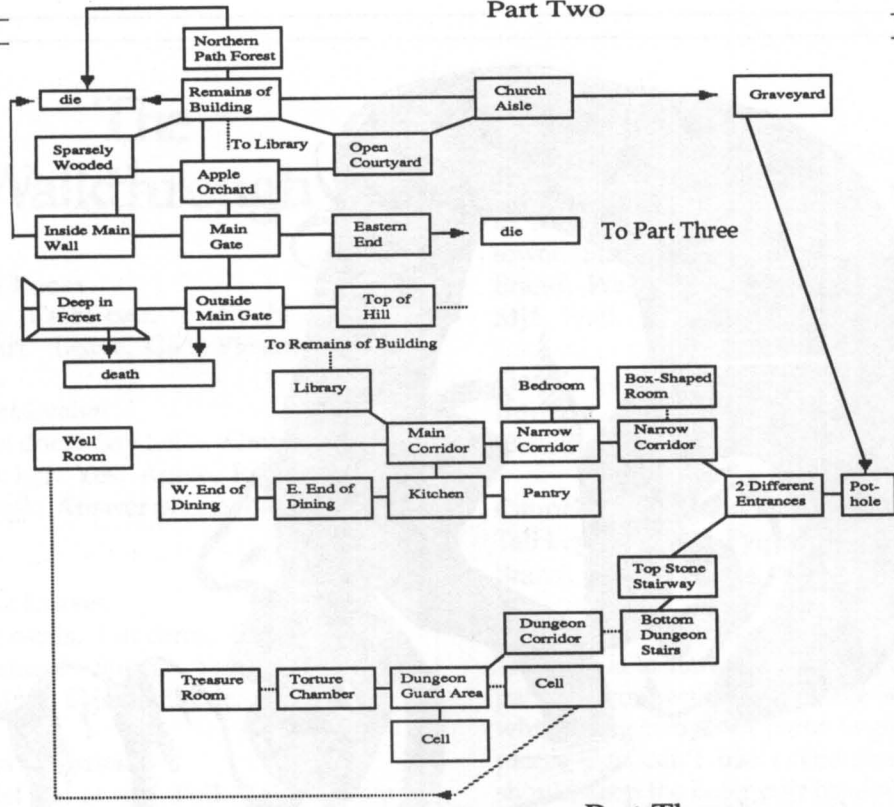 Part Two
Northern
Path Forest
die
Remains of
Building
Church
Aisle
Graveyard
Sparsely
Wooded
To Library
Open
Courtyard
Apple
Orchard
Inside Main
Wall
Main
Gate
Eastern
End
die
To Part Three
Deep in
Forest
Outside
Main Gate
Top of
Hill
death
To Remains of Building
Library
Bedroom
Box-Shaped
Room
Well
Room
Main
Corridor
Narrow
Corridor
Narrow
Corridor
W. End of
Dining
E. End of
Dining
Kitchen
Pantry
2 Different
Entrances
Pot-
hole
Top Stone
Stairway
Dungeon
Corridor
Bottom
Dungeon
Stairs
Treasure
Room
Torture
Chamber
Dungeon
Guard Area
Cell
Cell